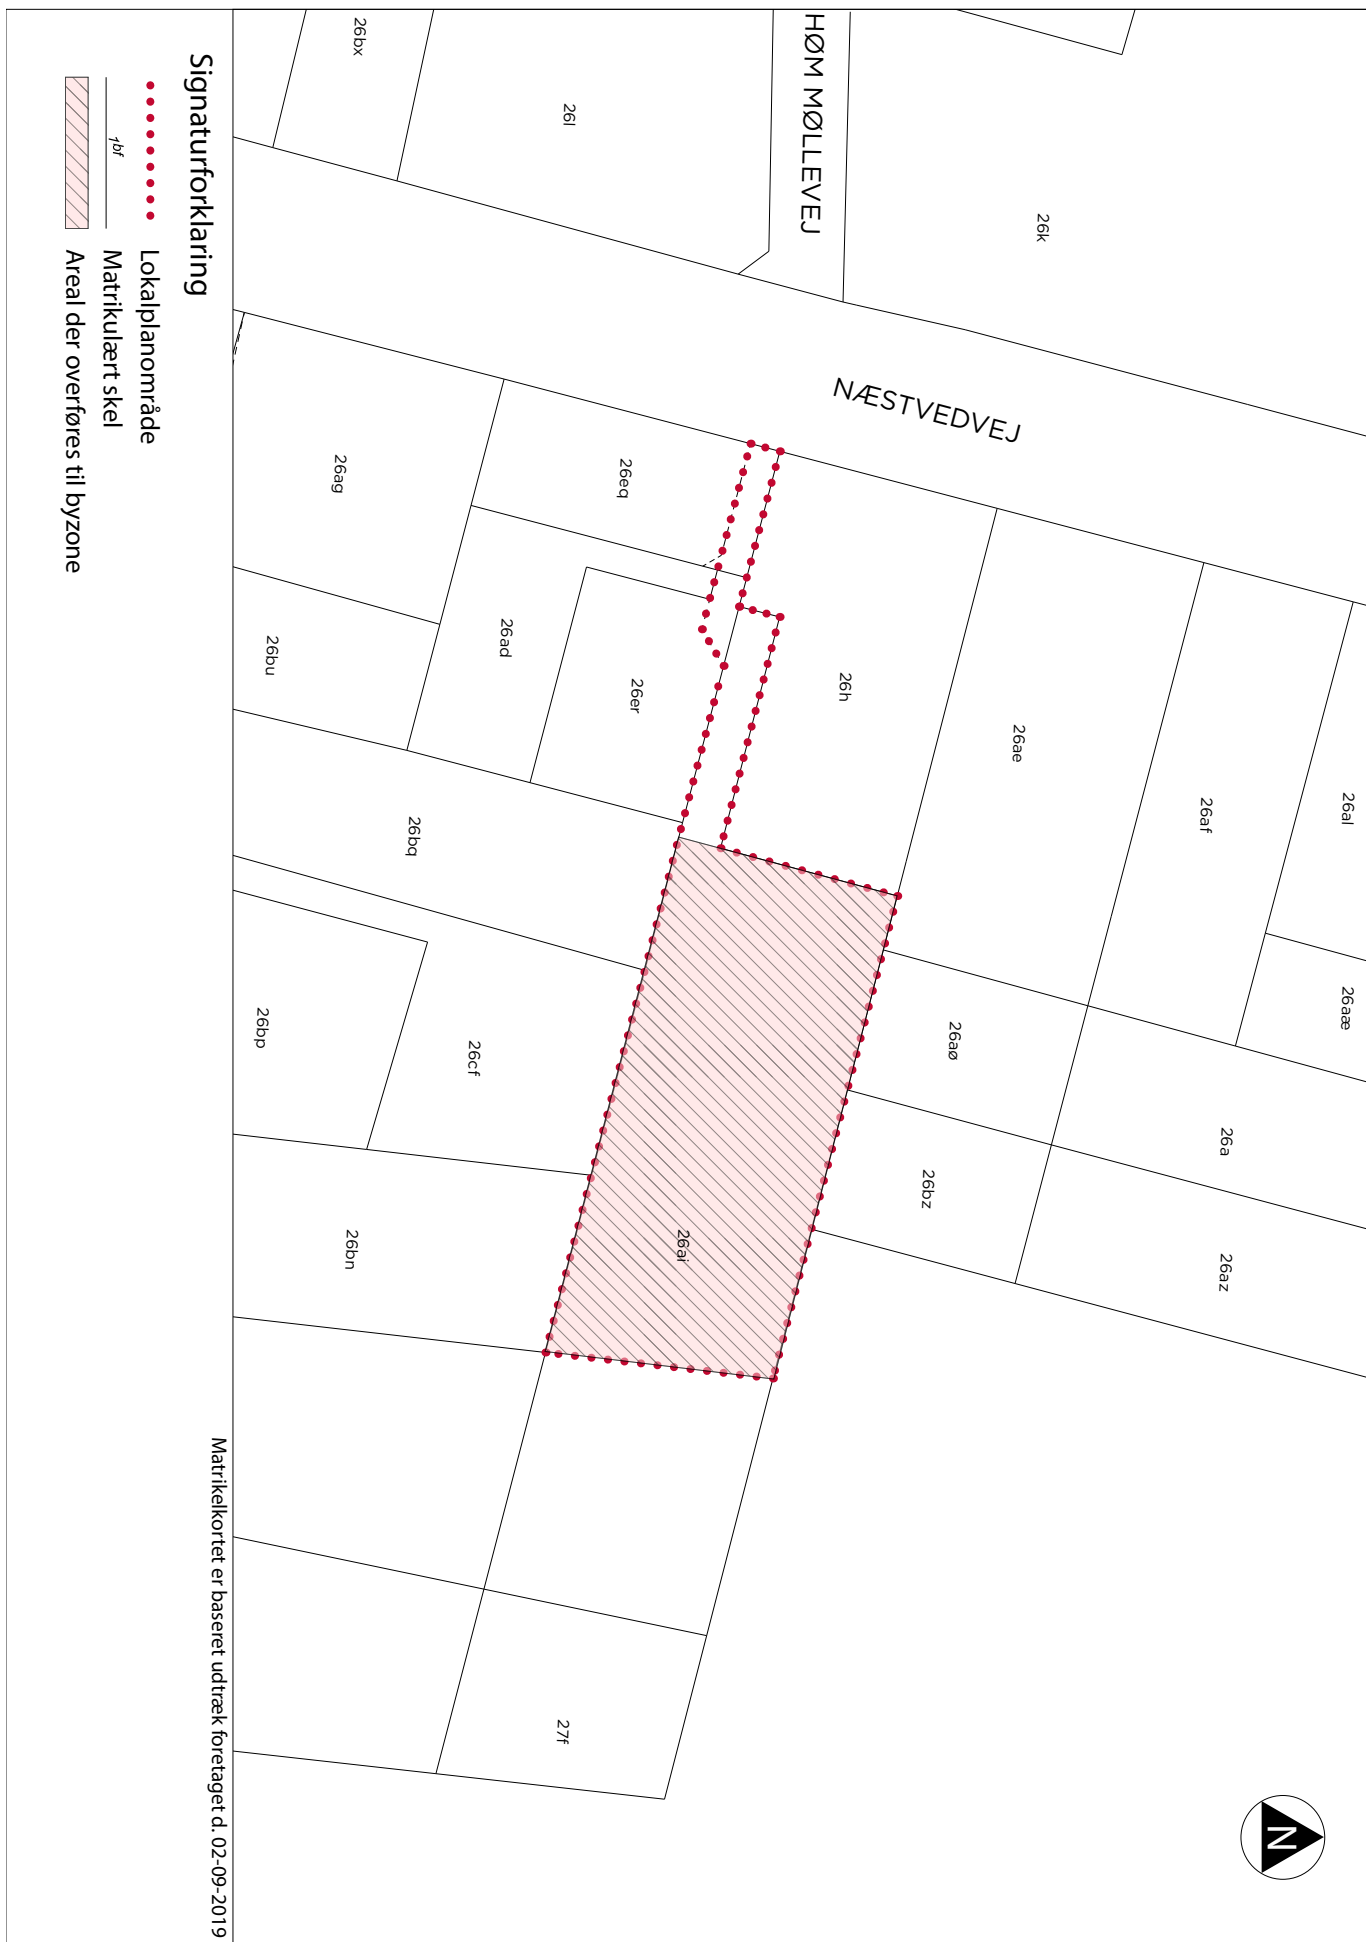 26al
26aæ
26af
26a
26az
26k
26ae
26aø
26bz
NÆSTVEDVEJ
HØM MØLLEVEJ
26h
26ai
26l
26eq
26er
27f
26ad
26cf
26bq
26bx
26ag
26bn
26bu
26bp
N
Matrikelkortet er baseret udtræk foretaget d. 02-09-2019
Signaturforklaring
Lokalplanområde
1bf
Matrikulært skel
Areal der overføres til byzone